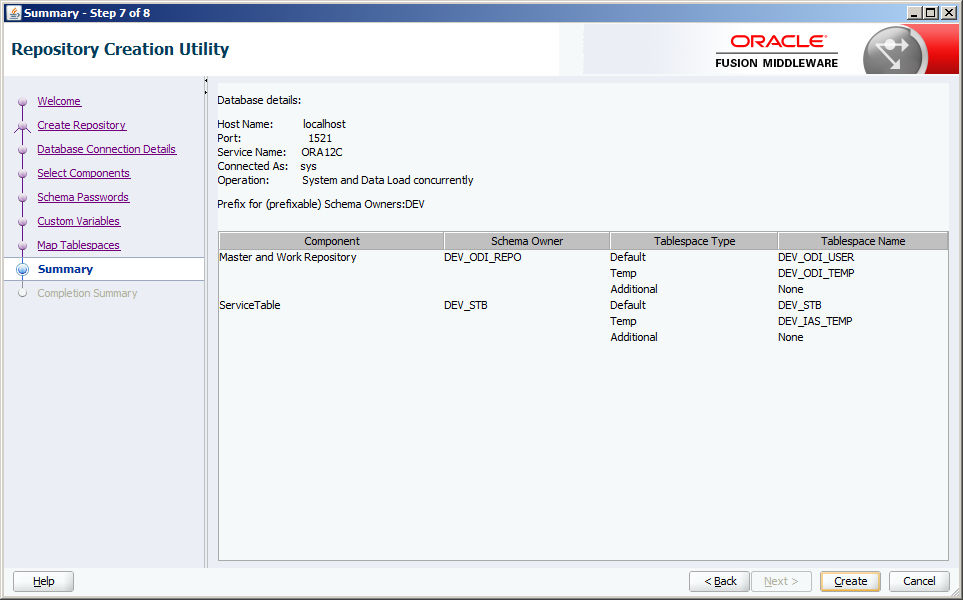 Summary - Step 7 of 8
Repository Creation Utility
ORACLE®
FUSION MIDDLEWARE
Welcome
Create Repository
Database Connection Details
Select Components
Schema Passwords
Custom Variables
Map Tablespaces
Summary
Completion Summary
Database details:
Host Name: localhost
Port: 1521
Service Name: ORA12C
Connected As: sys
Operation: System and Data Load concurrently
Prefix for (prefixable) Schema Owners:DEV
Component Schema Owner Tablespace Type Tablespace Name
Master and Work Repository DEV_ODI_REPO Default DEV_ODI_USER
Temp DEV_ODI_TEMP
Additional None
ServiceTable DEV_STB Default DEV_STB
Temp DEV_IAS_TEMP
Additional None
Help < Back Next > Create Cancel